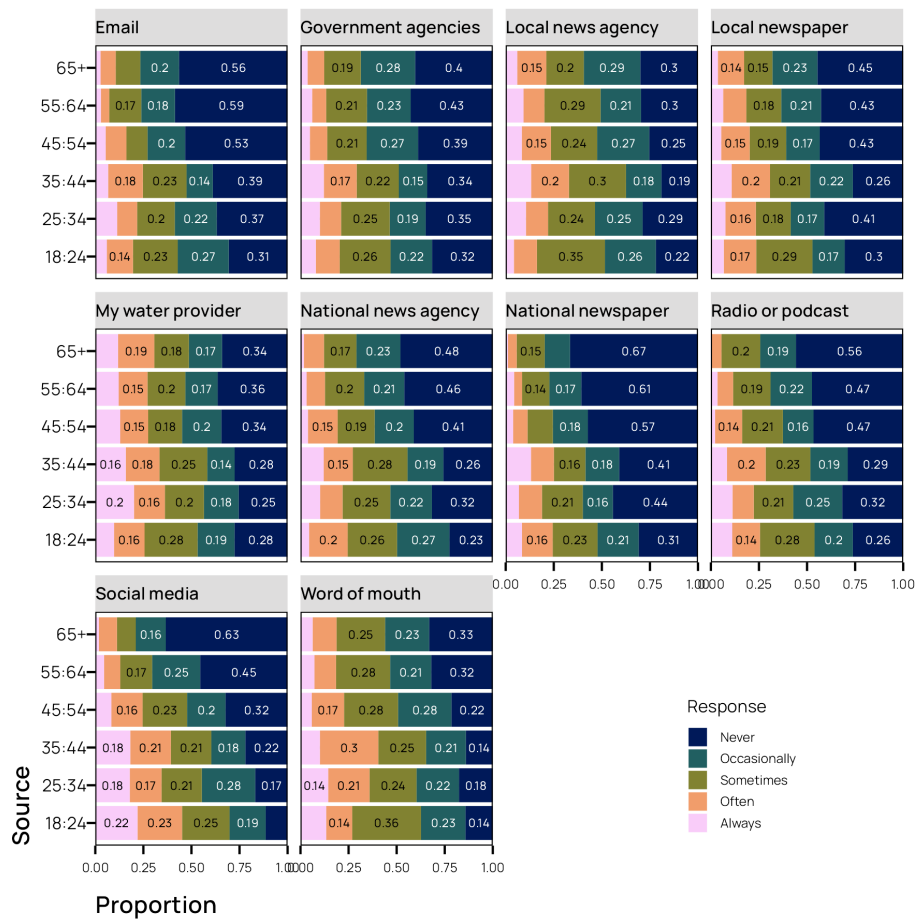 Email Government agencies Local news agency Local newspaper
65+ 0.2 0.56 0.19 0.28 0.4 0.15 0.2 0.29 0.3 0.14 0.15 0.23 0.45
55:64 0.17 0.18 0.59 0.21 0.23 0.43 0.29 0.21 0.3 0.18 0.21 0.43
45:54 0.2 0.53 0.21 0.27 0.39 0.15 0.24 0.27 0.25 0.15 0.19 0.17 0.43
35:44 0.18 0.23 0.14 0.39 0.17 0.22 0.15 0.34 0.2 0.3 0.18 0.19 0.2 0.21 0.22 0.26
25:34 0.2 0.22 0.37 0.25 0.19 0.35 0.24 0.25 0.29 0.16 0.18 0.17 0.41
18:24 0.14 0.23 0.27 0.31 0.26 0.22 0.32 0.35 0.26 0.22 0.17 0.29 0.17 0.3
My water provider National news agency National newspaper Radio or podcast
65+ 0.19 0.18 0.17 0.34 0.17 0.23 0.48 0.15 0.67 0.2 0.19 0.56
55:64 0.15 0.2 0.17 0.36 0.2 0.21 0.46 0.14 0.17 0.61 0.19 0.22 0.47
45:54 0.15 0.18 0.2 0.34 0.15 0.19 0.2 0.41 0.18 0.57 0.14 0.21 0.16 0.47
35:44 0.16 0.18 0.25 0.14 0.28 0.15 0.28 0.19 0.26 0.16 0.18 0.41 0.2 0.23 0.19 0.29
25:34 0.2 0.16 0.2 0.18 0.25 0.25 0.22 0.32 0.21 0.16 0.44 0.21 0.25 0.32
18:24 0.16 0.28 0.19 0.28 0.2 0.26 0.27 0.23 0.16 0.23 0.21 0.31 0.14 0.28 0.2 0.26
0.00 0.25 0.50 0.75 1.00 0.00 0.25 0.50 0.75 1.00
Social media Word of mouth
65+ 0.16 0.63 0.25 0.23 0.33
55:64 0.17 0.25 0.45 0.28 0.21 0.32
45:54 0.16 0.23 0.2 0.32 0.17 0.28 0.28 0.22
35:44 0.18 0.21 0.21 0.18 0.22 0.3 0.25 0.21 0.14
25:34 0.18 0.17 0.21 0.28 0.17 0.14 0.21 0.24 0.22 0.18
18:24 0.22 0.23 0.25 0.19 0.14 0.36 0.23 0.14
0.00 0.25 0.50 0.75 1.00 0.00 0.25 0.50 0.75 1.00
Source
Proportion
Response
Never
Occasionally
Sometimes
Often
Always